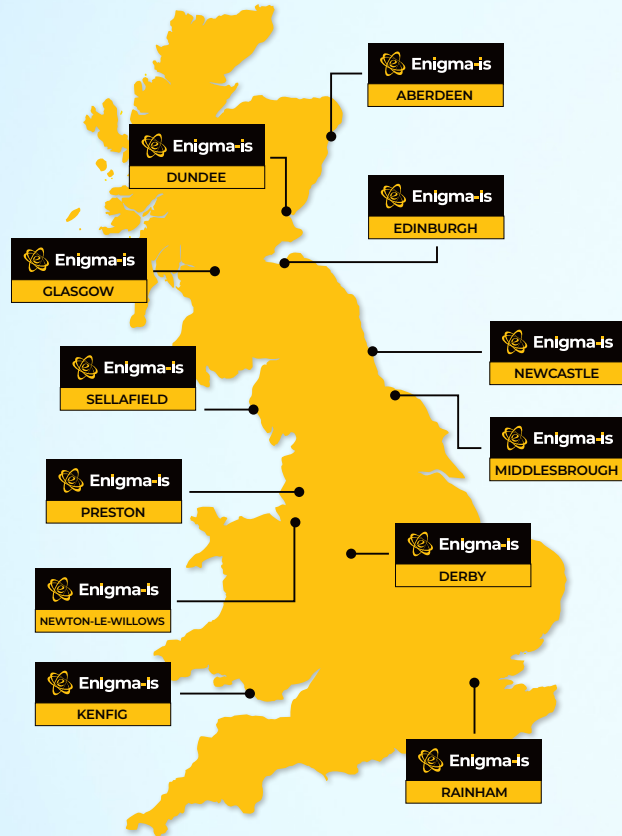 Enigma-is
ABERDEEN
Enigma-is
DUNDEE
Enigma-is
EDINBURGH
Enigma-is
GLASGOW
Enigma-is
NEWCASTLE
Enigma-is
SELLAFIELD
Enigma-is
MIDDLESBROUGH
Enigma-is
PRESTON
Enigma-is
DERBY
Enigma-is
NEWTON-LE-WILLOWS
Enigma-is
KENFIG
Enigma-is
RAINHAM